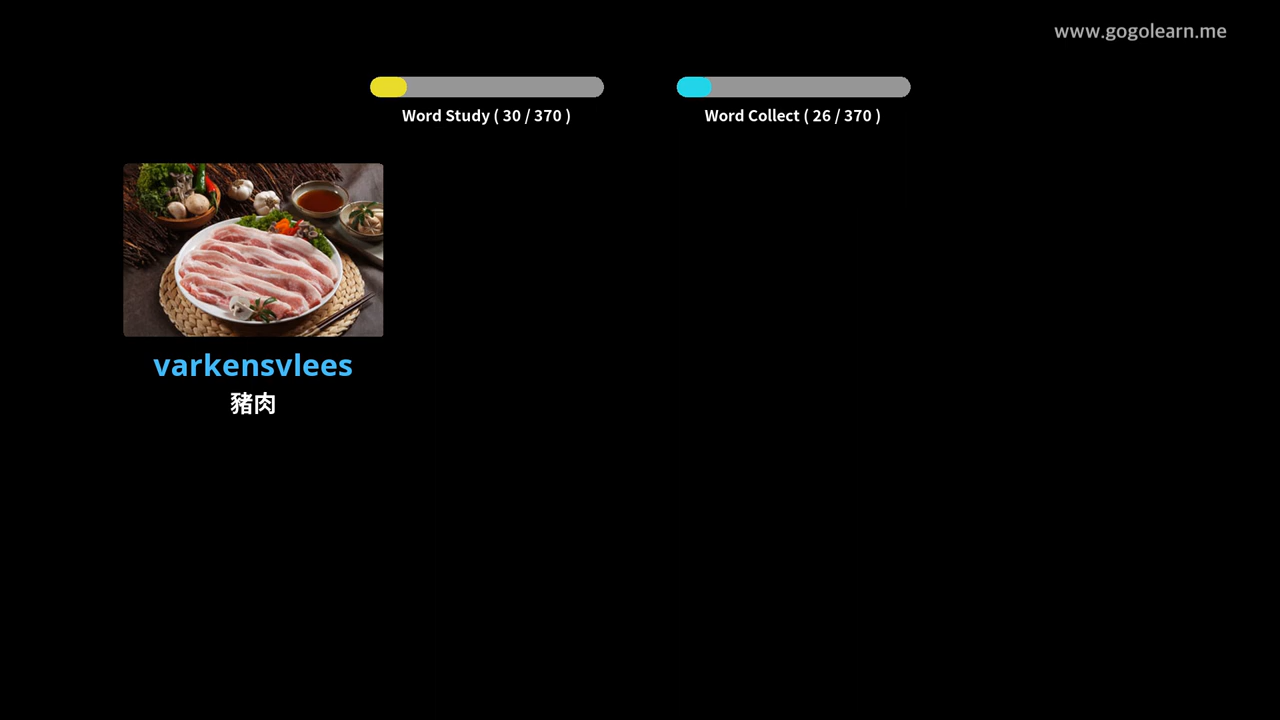 www.gogolearn.me
Word Study ( 30 / 370 )
Word Collect ( 26 / 370 )
varkensvlees
豬肉